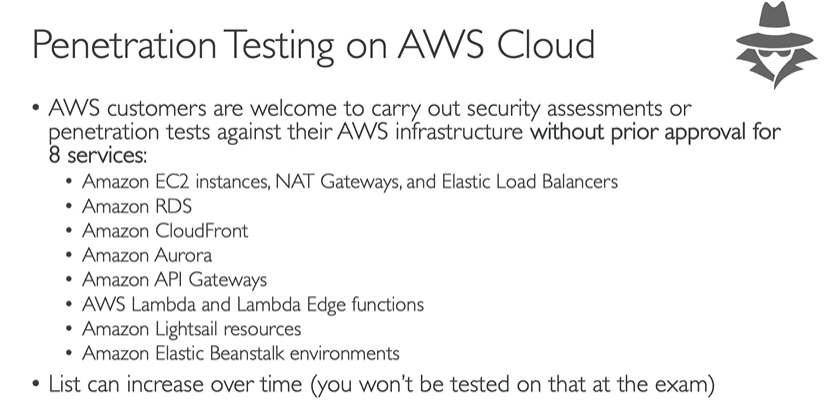 Penetration Testing on AWS Cloud
• AWS customers are welcome to carry out security assessments or
penetration tests against their AWS infrastructure without prior approval for
8 services:
• Amazon EC2 instances, NAT Gateways, and Elastic Load Balancers
• Amazon RDS
• Amazon CloudFront
• Amazon Aurora
• Amazon API Gateways
• AWS Lambda and Lambda Edge functions
• Amazon Lightsail resources
• Amazon Elastic Beanstalk environments
• List can increase over time (you won't be tested on that at the exam)